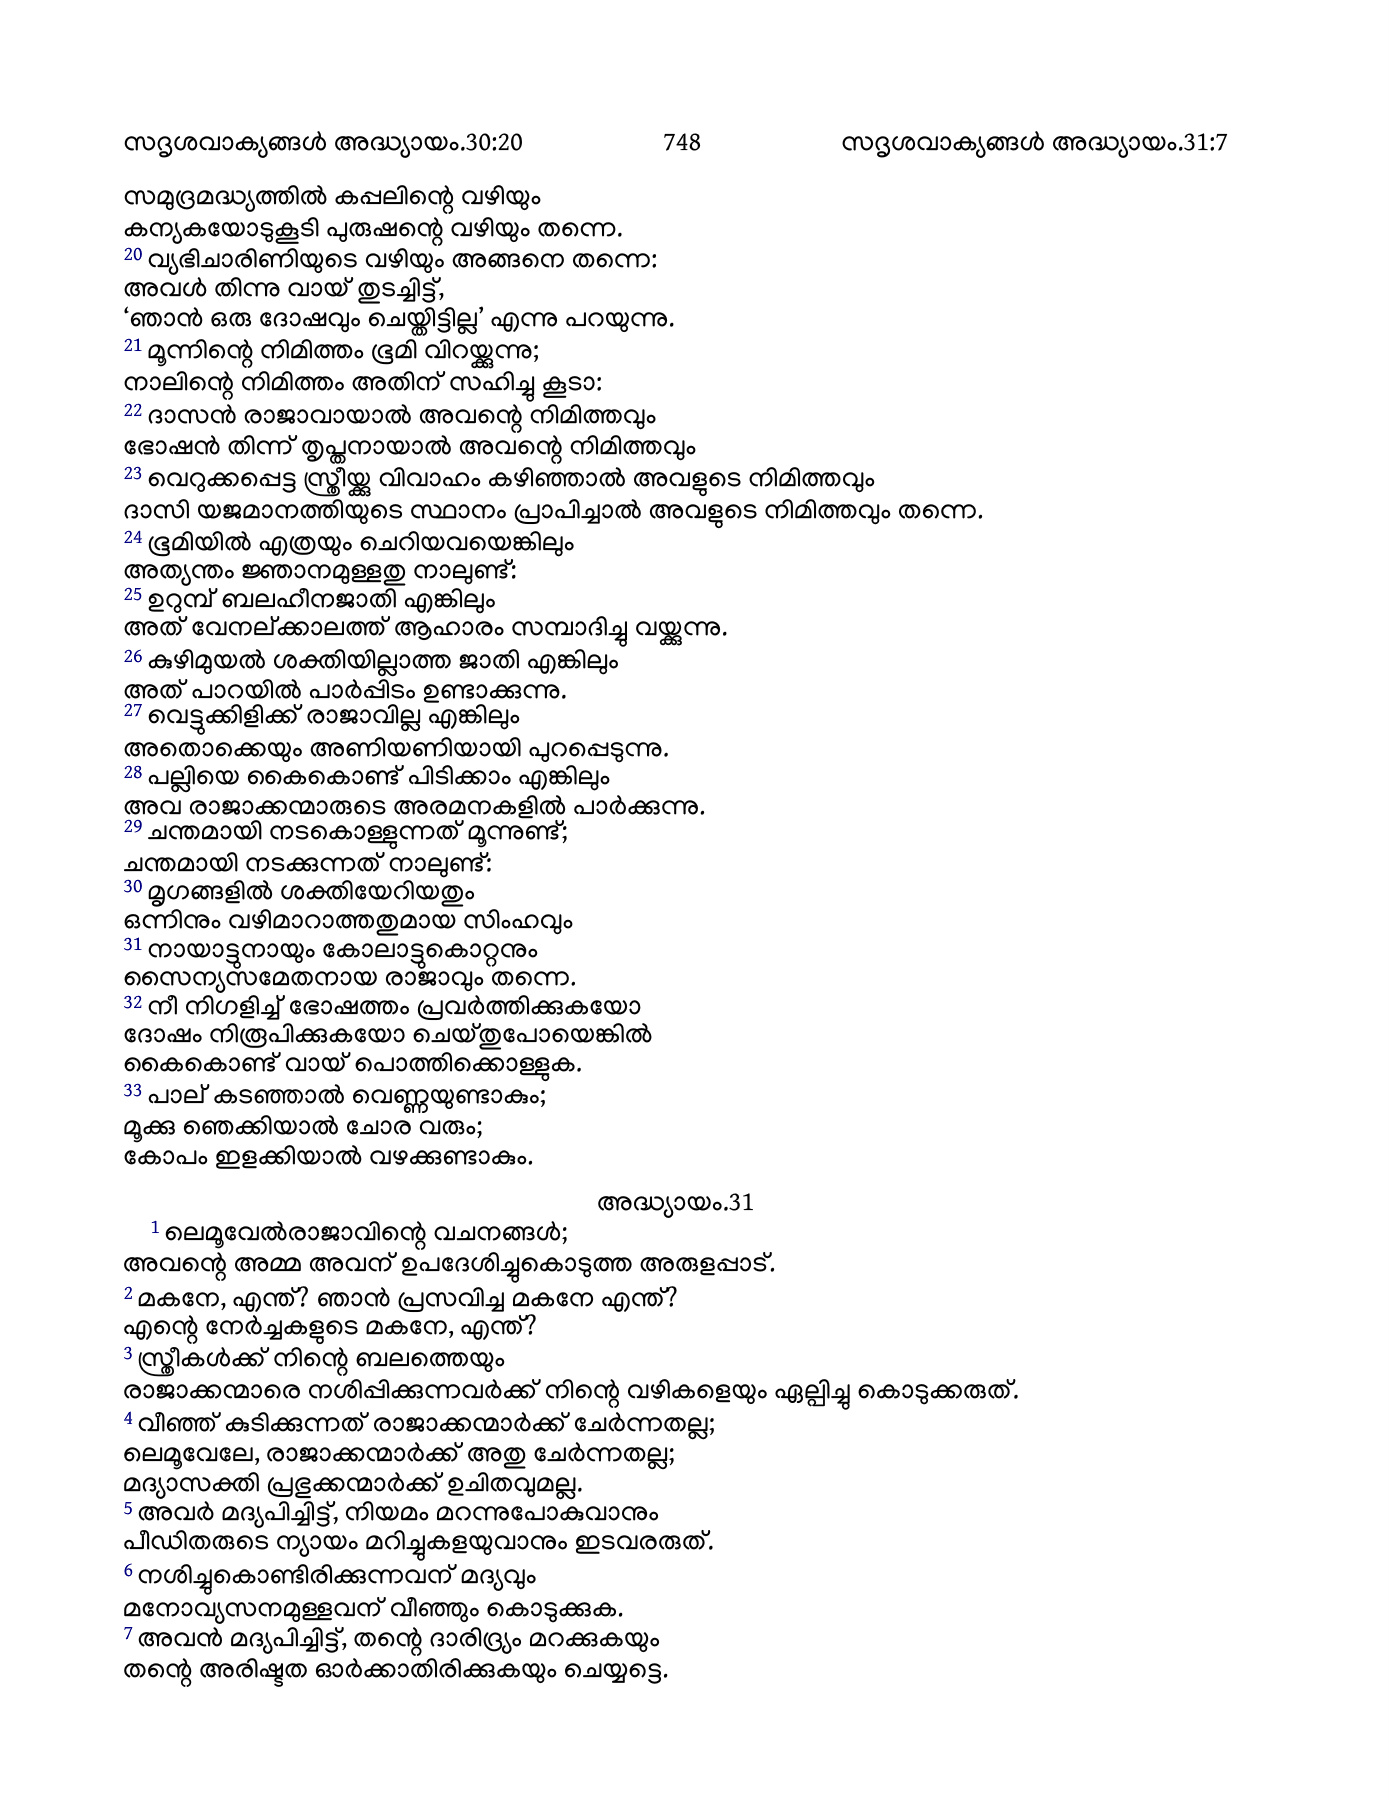 സദൃശവാക്യങ്ങൾ അദ്ധ്യായം.30:20 748 സദൃശവാക്യങ്ങൾ അദ്ധ്യായം.31:7
സമുദ്രമദ്ധ്യത്തിൽ കപ്പലിന്റെ വഴിയും
കന്യകയോടുകൂടി പുരുഷന്റെ വഴിയും തന്നെ.
20 വ്യഭിചാരിണിയുടെ വഴിയും അങ്ങനെ തന്നെ:
അവൾ തിന്നു വായ് തുടച്ചിട്ട്,
‘ഞാൻ ഒരു ദോഷവും ചെയ്തിട്ടില്ല’ എന്നു പറയുന്നു.
21 മൂന്നിന്റെ നിമിത്തം ഭൂമി വിറയ്ക്കുന്നു;
നാലിന്റെ നിമിത്തം അതിന് സഹിച്ചു കൂടാ:
22 ദാസൻ രാജാവായാൽ അവന്റെ നിമിത്തവും
ഭോഷൻ തിന്ന് തൃപ്തനായാൽ അവന്റെ നിമിത്തവും
23 വെറുക്കപ്പെട്ട സ്ത്രീയ്ക്കു വിവാഹം കഴിഞ്ഞാൽ അവളുടെ നിമിത്തവും
ദാസി യജമാനത്തിയുടെ സ്ഥാനം പ്രാപിച്ചാൽ അവളുടെ നിമിത്തവും തന്നെ.
24 ഭൂമിയിൽ എത്രയും ചെറിയവയെങ്കിലും
അത്യന്തം ജ്ഞാനമുള്ളതു നാലുണ്ട്:
25 ഉറുമ്പ് ബലഹീനജാതി എങ്കിലും
അത് വേനല്ക്കാലത്ത് ആഹാരം സമ്പാദിച്ചു വയ്ക്കുന്നു.
26 കുഴിമുയൽ ശക്തിയില്ലാത്ത ജാതി എങ്കിലും
അത് പാറയിൽ പാർപ്പിടം ഉണ്ടാക്കുന്നു.
27 വെട്ടുക്കിളിക്ക് രാജാവില്ല എങ്കിലും
അതൊക്കെയും അണിയണിയായി പുറപ്പെടുന്നു.
28 പല്ലിയെ കൈകൊണ്ട് പിടിക്കാം എങ്കിലും
അവ രാജാക്കന്മാരുടെ അരമനകളിൽ പാർക്കുന്നു.
29 ചന്തമായി നടകൊള്ളുന്നത് മൂന്നുണ്ട്;
ചന്തമായി നടക്കുന്നത് നാലുണ്ട്:
30 മൃഗങ്ങളിൽ ശക്തിയേറിയതും
ഒന്നിനും വഴിമാറാത്തതുമായ സിംഹവും
31 നായാട്ടുനായും കോലാട്ടുകൊറ്റനും
സൈന്യസമേതനായ രാജാവും തന്നെ.
32 നീ നിഗളിച്ച് ഭോഷത്തം പ്രവർത്തിക്കുകയോ
ദോഷം നിരൂപിക്കുകയോ ചെയ്തുപോയെങ്കിൽ
കൈകൊണ്ട് വായ് പൊത്തിക്കൊള്ളുക.
33 പാല് കടഞ്ഞാൽ വെണ്ണയുണ്ടാകും;
മൂക്കു ഞെക്കിയാൽ ചോര വരും;
കോപം ഇളക്കിയാൽ വഴക്കുണ്ടാകും.
അദ്ധ്യായം.31
1 ലെമൂവേൽരാജാവിന്റെ വചനങ്ങൾ;
അവന്റെ അമ്മ അവന് ഉപദേശിച്ചുകൊടുത്ത അരുളപ്പാട്.
2 മകനേ, എന്ത്? ഞാൻ പ്രസവിച്ച മകനേ എന്ത്?
എന്റെ നേർച്ചകളുടെ മകനേ, എന്ത്?
3 സ്ത്രീകൾക്ക് നിന്റെ ബലത്തെയും
രാജാക്കന്മാരെ നശിപ്പിക്കുന്നവർക്ക് നിന്റെ വഴികളെയും ഏല്പിച്ചു കൊടുക്കരുത്.
4 വീഞ്ഞ് കുടിക്കുന്നത് രാജാക്കന്മാർക്ക് ചേർന്നതല്ല;
ലെമൂവേലേ, രാജാക്കന്മാർക്ക് അതു ചേർന്നതല്ല;
മദ്യാസക്തി പ്രഭുക്കന്മാർക്ക് ഉചിതവുമല്ല.
5 അവർ മദ്യപിച്ചിട്ട്, നിയമം മറന്നുപോകുവാനും
പീഡിതരുടെ ന്യായം മറിച്ചുകളയുവാനും ഇടവരരുത്.
6 നശിച്ചുകൊണ്ടിരിക്കുന്നവന് മദ്യവും
മനോവ്യസനമുള്ളവന് വീഞ്ഞും കൊടുക്കുക.
7 അവൻ മദ്യപിച്ചിട്ട്, തന്റെ ദാരിദ്ര്യം മറക്കുകയും
തന്റെ അരിഷ്ടത ഓർക്കാതിരിക്കുകയും ചെയ്യട്ടെ.